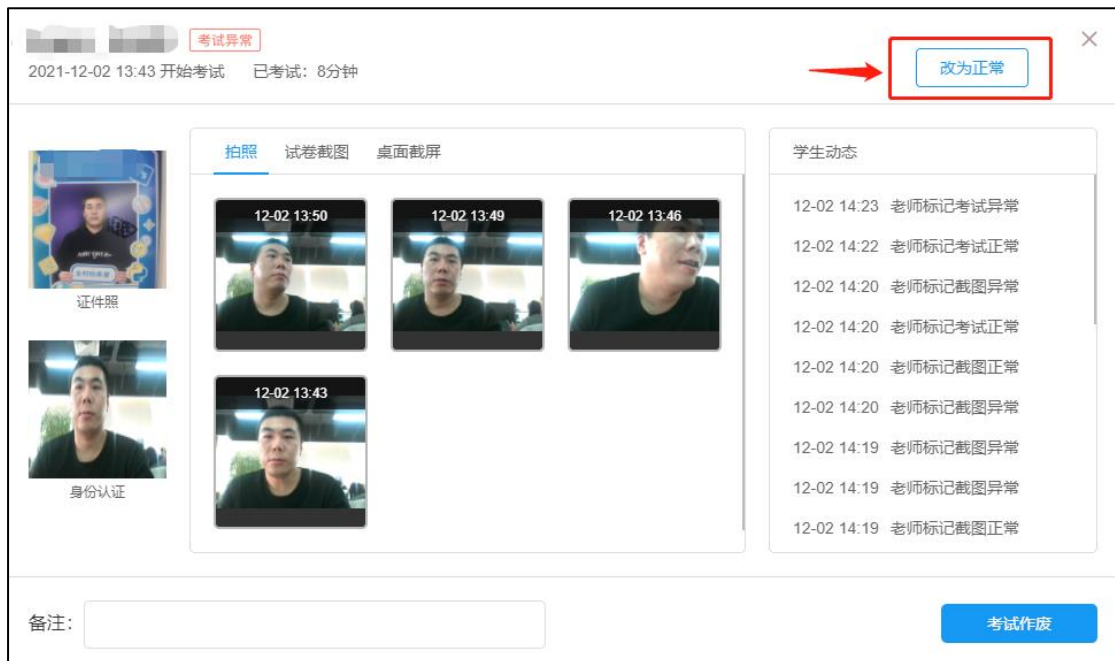 考试异常
2021-12-02 13:43 开始考试 已考试：8分钟
改为正常
证件照
身份认证
拍照 试卷截图 桌面截屏
12-02 13:50 12-02 13:49 12-02 13:46
12-02 13:43
学生动态
12-02 14:23 老师标记考试异常
12-02 14:22 老师标记考试正常
12-02 14:20 老师标记截图异常
12-02 14:20 老师标记考试正常
12-02 14:20 老师标记截图正常
12-02 14:20 老师标记截图异常
12-02 14:19 老师标记截图异常
12-02 14:19 老师标记截图异常
12-02 14:19 老师标记截图正常
备注：
考试作废